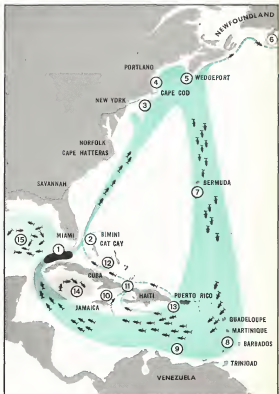 NEWFOUNDLAND
6
PORTLAND
5
WEDGEPORT
4
CAPE COD
NEW YORK
3
NORFOLK
CAPE HATTERAS
BERMUDA
7
SAVANNAH
MIAMI
2
BIMINI
CAT CAY
15
1
12
CUBA
14
11
10
HAITI
PUERTO RICO
13
JAMAICA
GUADELOUPE
MARTINIQUE
8
BARBADOS
9
TRINIDAD
VENEZUELA